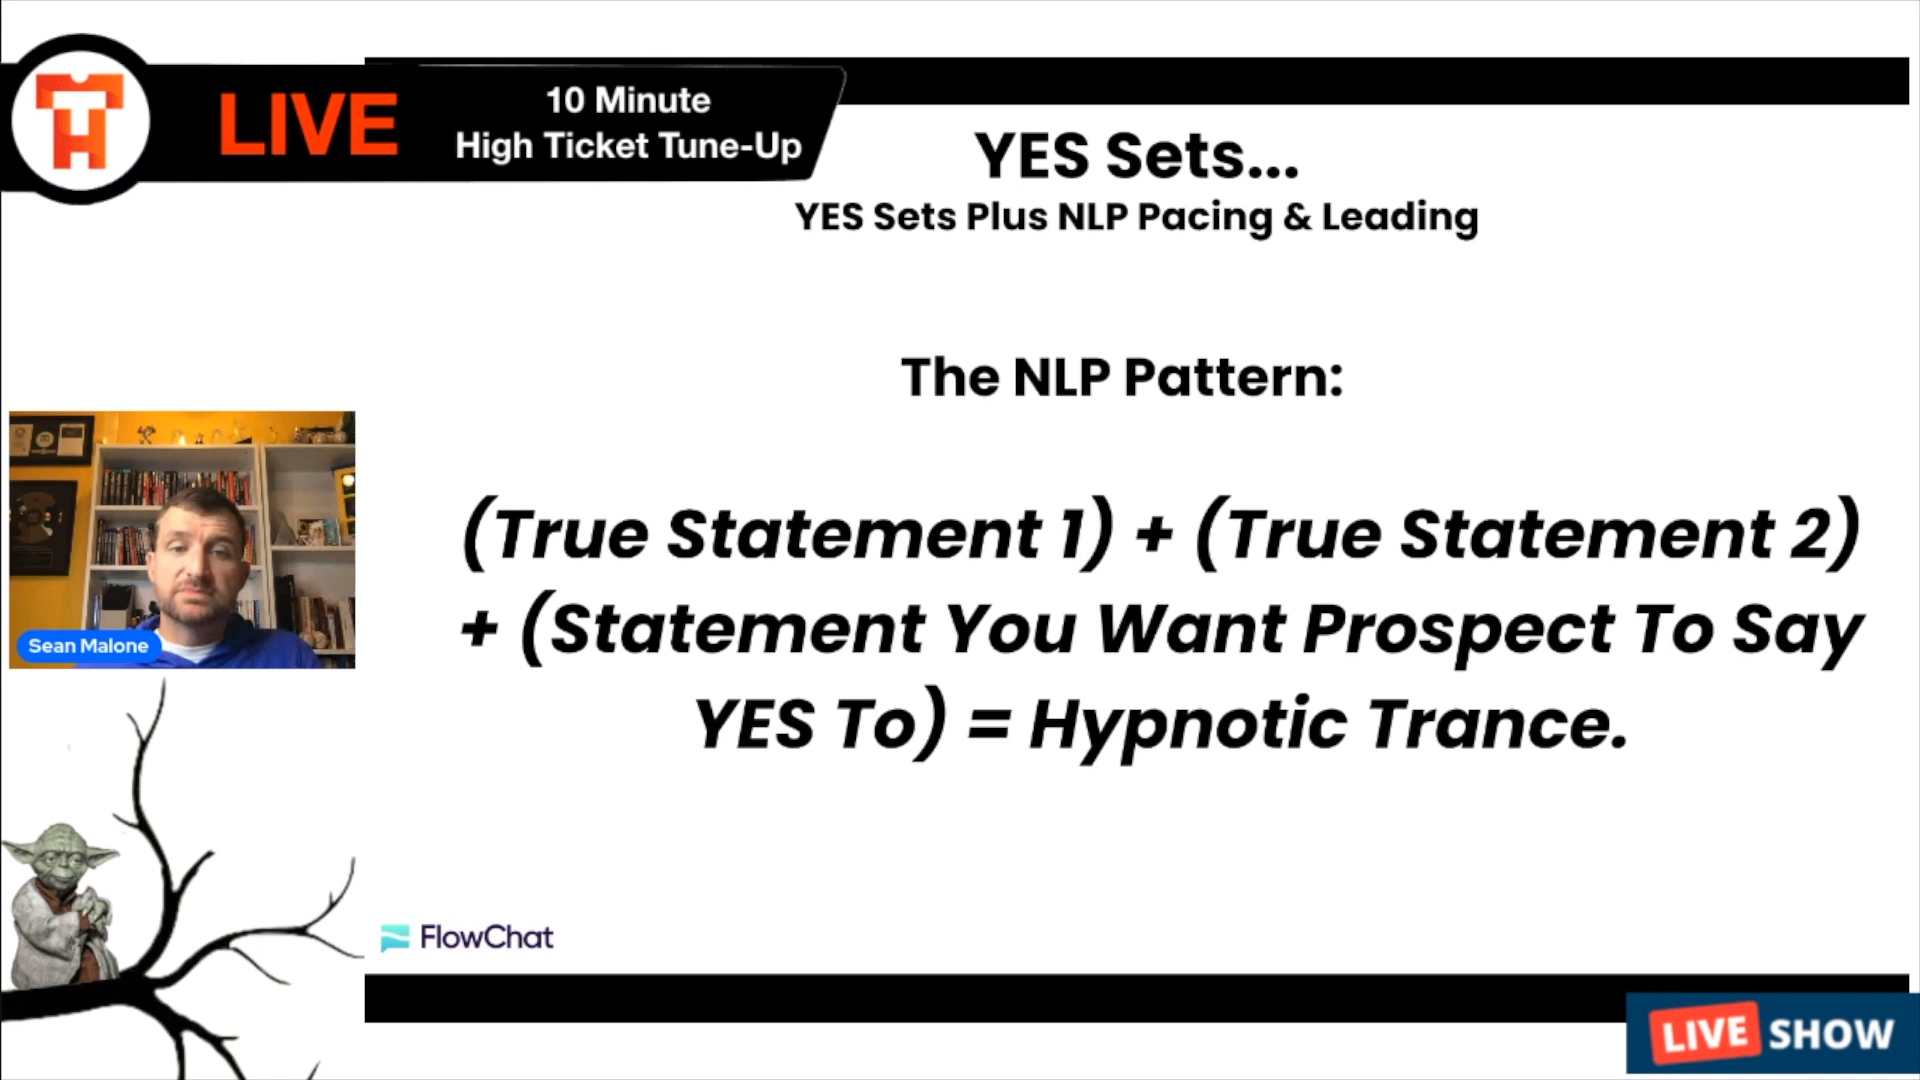 LIVE
10 Minute
High Ticket Tune-Up
YES Sets...
YES Sets Plus NLP Pacing & Leading
The NLP Pattern:
(True Statement 1) + (True Statement 2)
+ (Statement You Want Prospect To Say
YES To) = Hypnotic Trance.
Sean Malone
FlowChat
LIVE SHOW